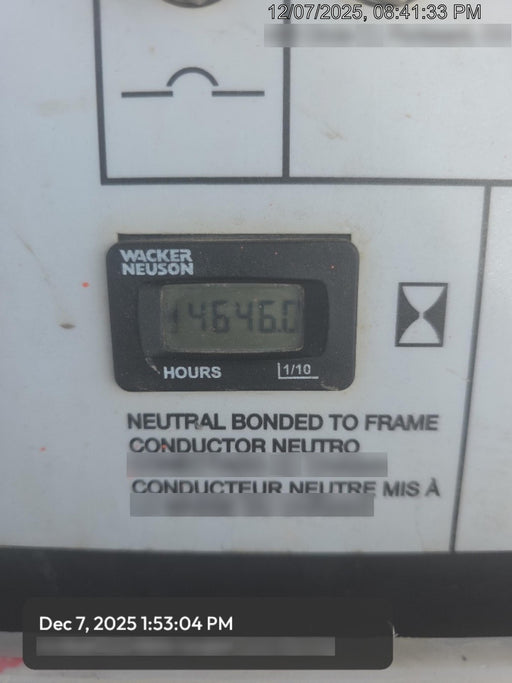 12/07/2025, 08:41:33 PM
WACKER
NEUSON
14646.0
HOURS
1/10
NEUTRAL BONDED TO FRAME
CONDUCTOR NEUTRO
CONDUCTEUR NEUTRE MIS À
Dec 7, 2025 1:53:04 PM